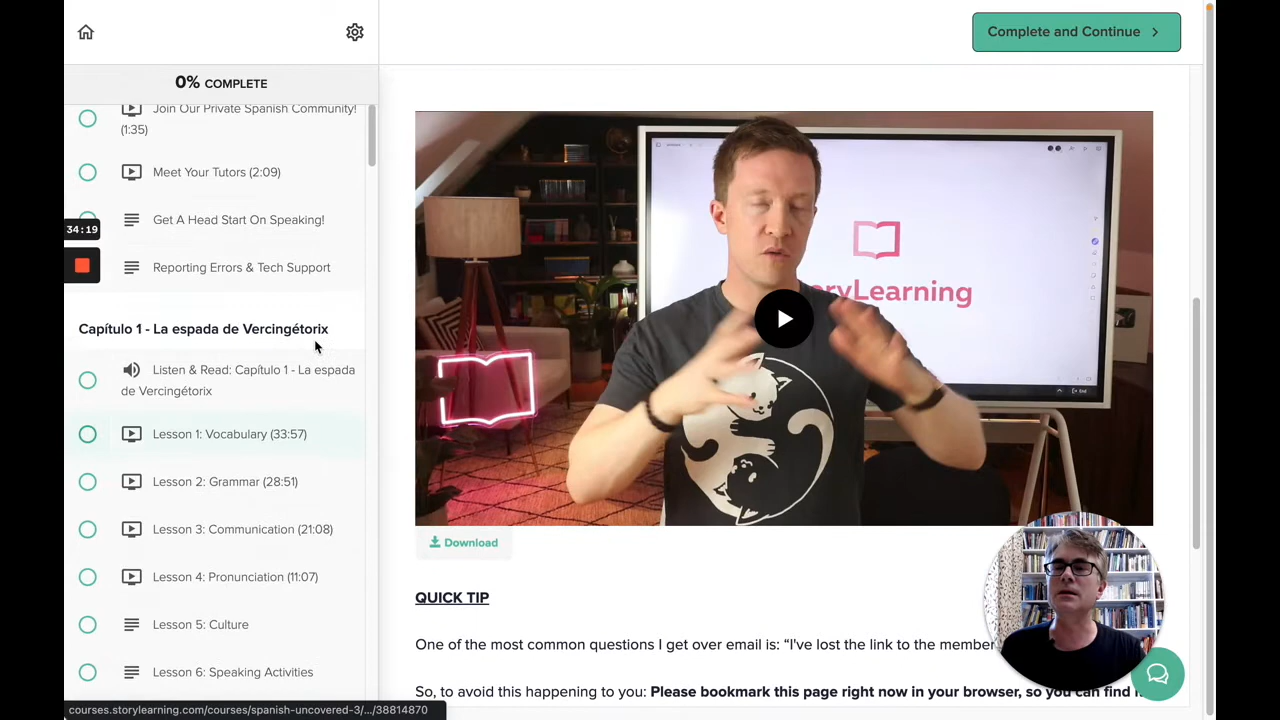 Complete and Continue
0% COMPLETE
Join Our Private Spanish Community!
(1:35)
Meet Your Tutors (2:09)
Get A Head Start On Speaking!
34:19
Reporting Errors & Tech Support
Capítulo 1 - La espada de Vercingétorix
Listen & Read: Capítulo 1 - La espada
de Vercingétorix
Lesson 1: Vocabulary (33:57)
Lesson 2: Grammar (28:51)
Lesson 3: Communication (21:08)
Lesson 4: Pronunciation (11:07)
Lesson 5: Culture
Lesson 6: Speaking Activities
courses.storylearning.com/courses/spanish-uncovered-3/.../38814870
ryLearning
Download
QUICK TIP
One of the most common questions I get over email is: “I've lost the link to the member
So, to avoid this happening to you: Please bookmark this page right now in your browser, so you can find i